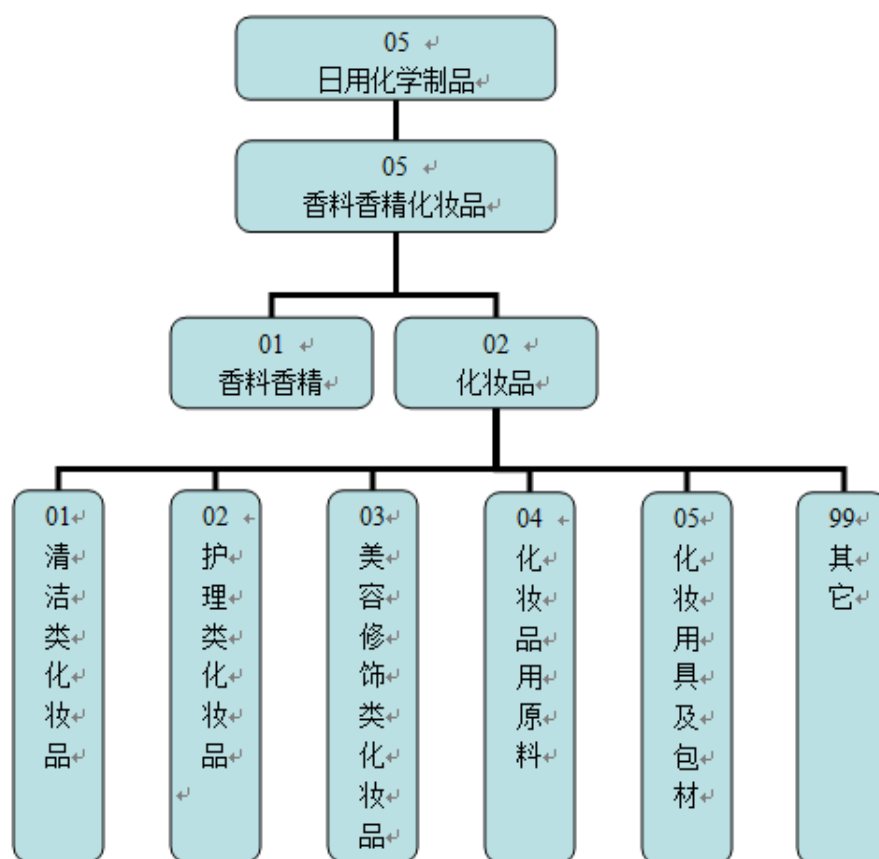 05
日用化学制品
05
香料香精化妆品
01
香料香精
02
化妆品
01
清洁类化妆品
02
护理类化妆品
03
美容修饰类化妆品
04
化妆品用原料
05
化妆用具及包材
99
其它